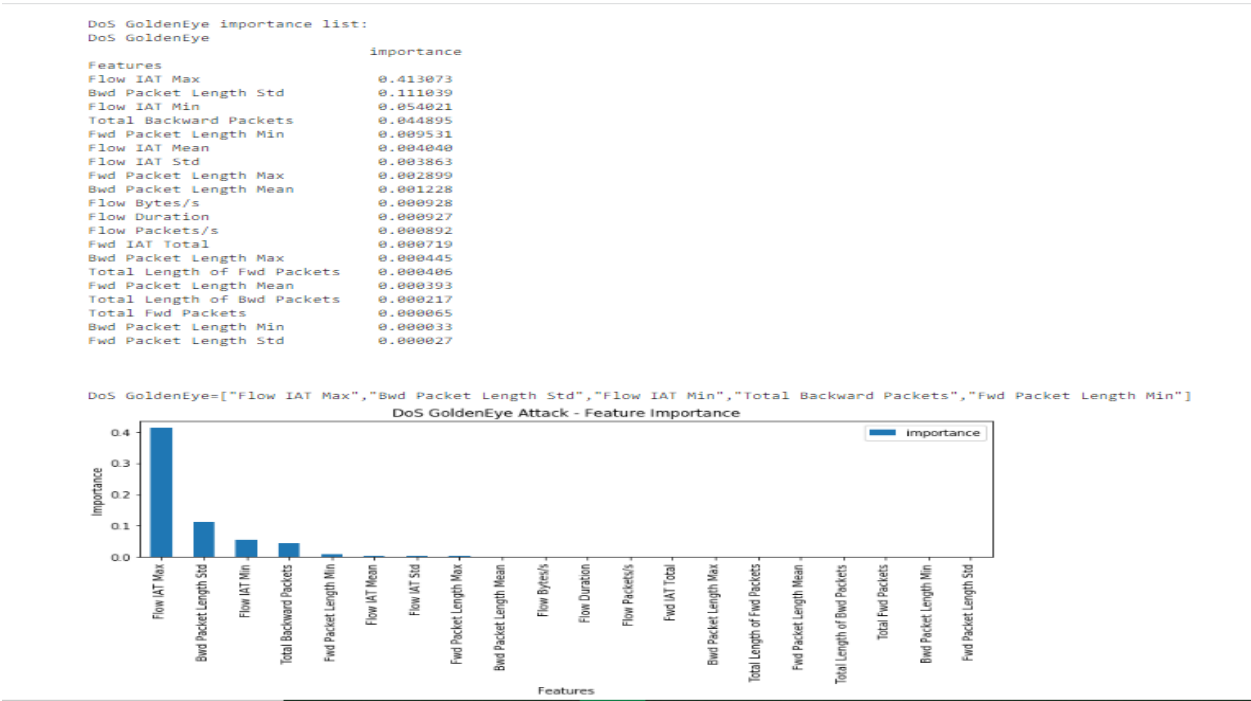 DoS GoldenEye importance list:
DoS GoldenEye
importance
Features
Flow IAT Max 0.413073
Bwd Packet Length Std 0.111039
Flow IAT Min 0.054021
Total Backward Packets 0.044895
Fwd Packet Length Min 0.009531
Flow IAT Mean 0.004040
Flow IAT Std 0.003863
Fwd Packet Length Max 0.002899
Bwd Packet Length Mean 0.001228
Flow Bytes/s 0.000928
Flow Duration 0.000927
Flow Packets/s 0.000892
Fwd IAT Total 0.000719
Bwd Packet Length Max 0.000445
Total Length of Fwd Packets 0.000406
Fwd Packet Length Mean 0.000393
Total Length of Bwd Packets 0.000217
Total Fwd Packets 0.000065
Bwd Packet Length Min 0.000033
Fwd Packet Length Std 0.000027
DoS GoldenEye=["Flow IAT Max","Bwd Packet Length Std","Flow IAT Min","Total Backward Packets","Fwd Packet Length Min"]
DoS GoldenEye Attack - Feature Importance
importance
Importance
0.4
0.3
0.2
0.1
0.0
Flow IAT Max
Bwd Packet Length Std
Flow IAT Min
Total Backward Packets
Fwd Packet Length Min
Flow IAT Mean
Flow IAT Std
Fwd Packet Length Max
Bwd Packet Length Mean
Flow Bytes/s
Flow Duration
Flow Packets/s
Fwd IAT Total
Bwd Packet Length Max
Total Length of Fwd Packets
Fwd Packet Length Mean
Total Length of Bwd Packets
Total Fwd Packets
Bwd Packet Length Min
Fwd Packet Length Std
Features